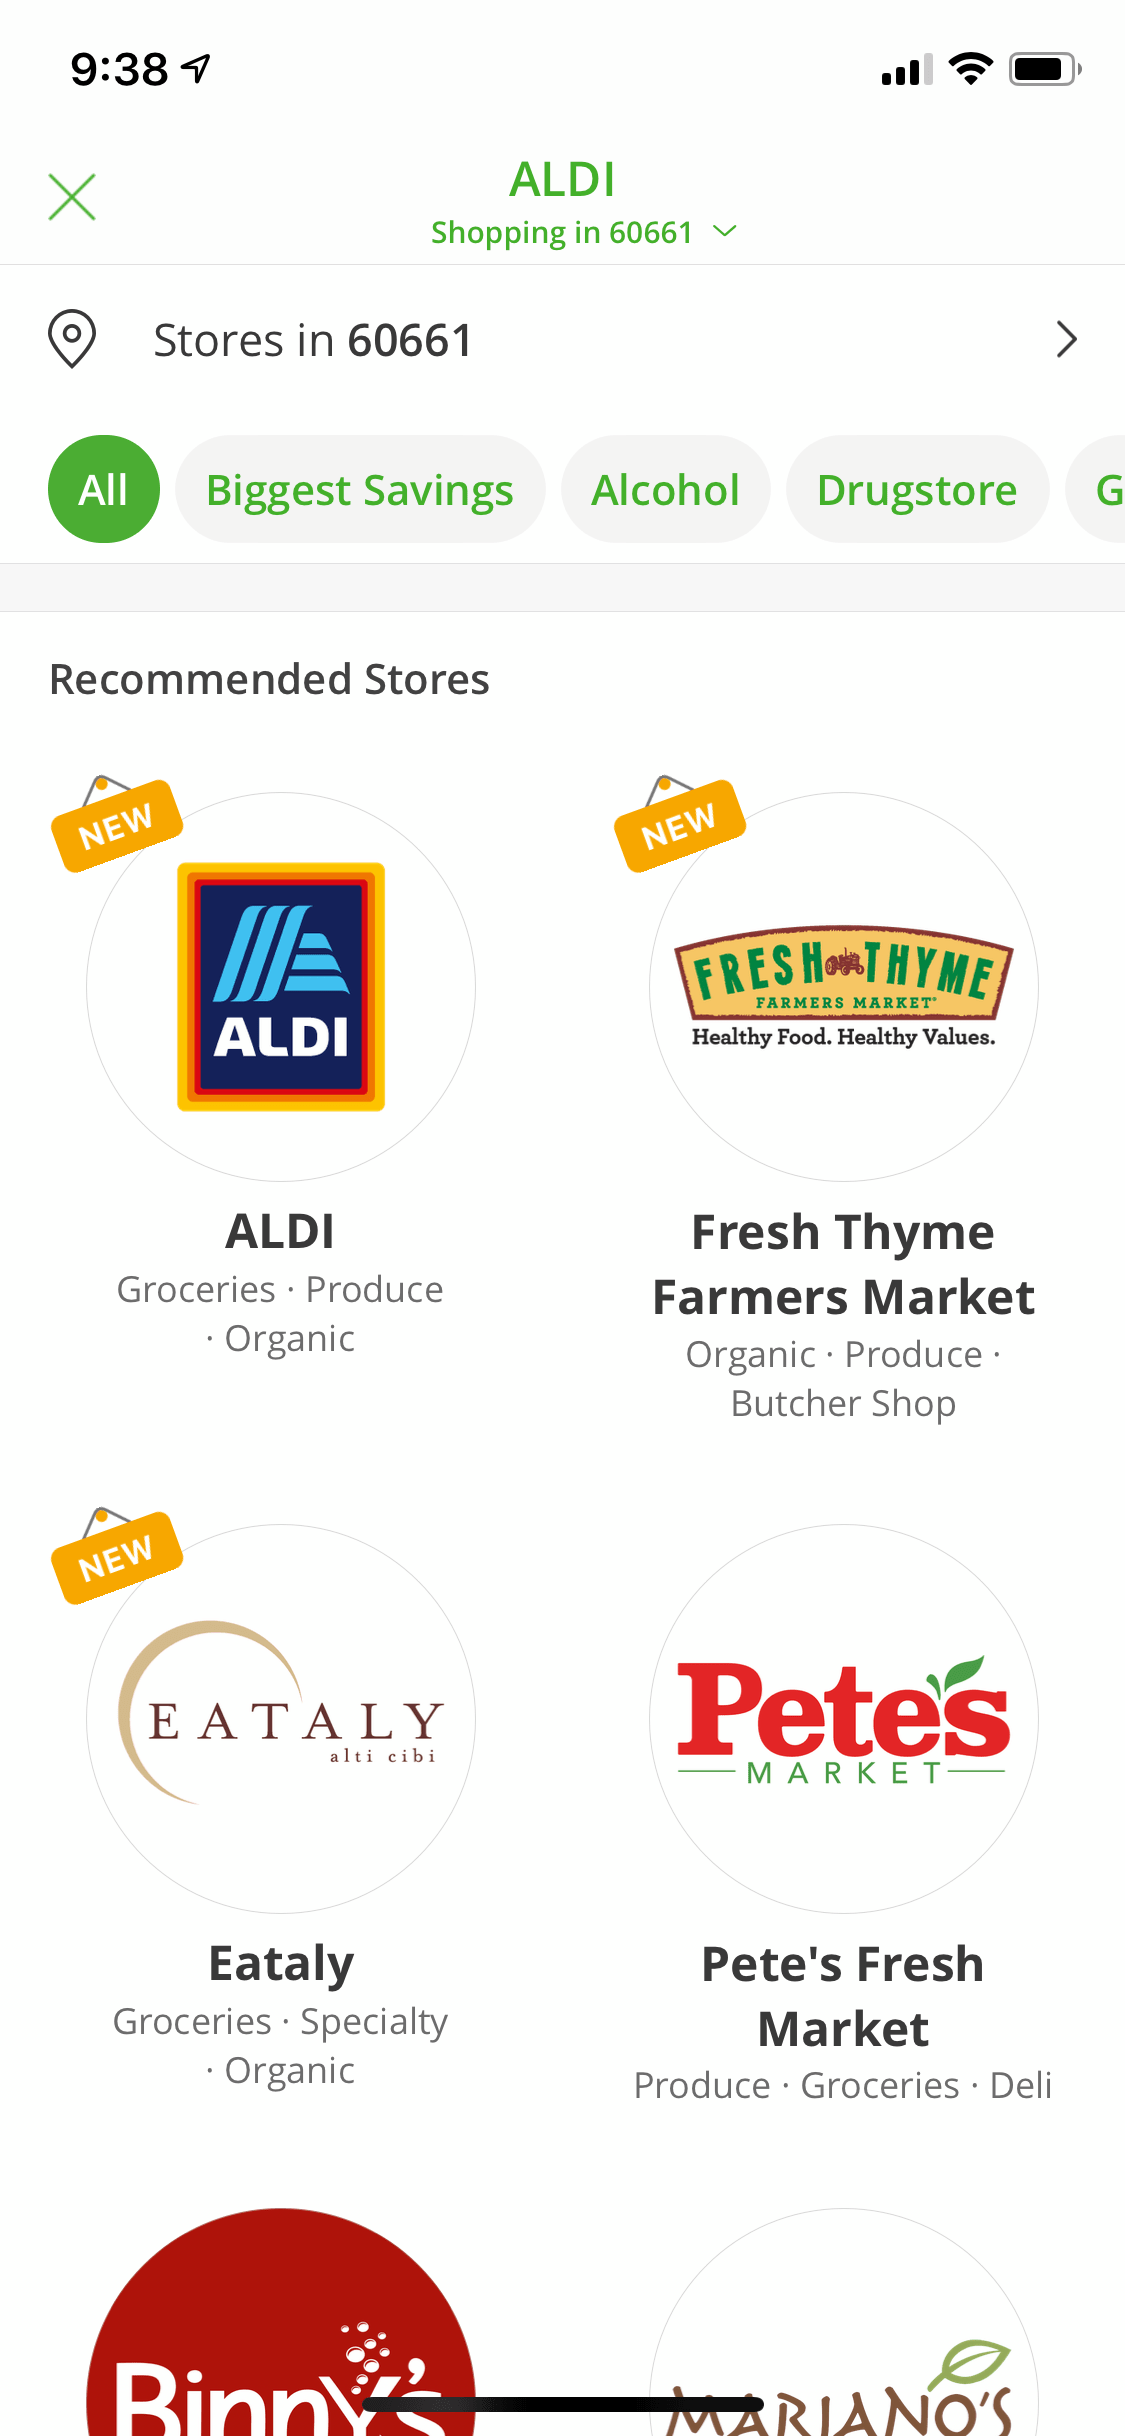 9:38
ALDI
Shopping in 60661
Stores in 60661
All
Biggest Savings
Alcohol
Drugstore
G
Recommended Stores
NEW
ALDI
NEW
FRESH THYME
FARMERS MARKET
Healthy Food. Healthy Values.
ALDI
Groceries · Produce
· Organic
Fresh Thyme
Farmers Market
Organic · Produce ·
Butcher Shop
NEW
EATALY
alti cibi
Pete's
MARKET
Eataly
Groceries · Specialty
· Organic
Pete's Fresh
Market
Produce · Groceries · Deli
Binny's
MARIANO'S